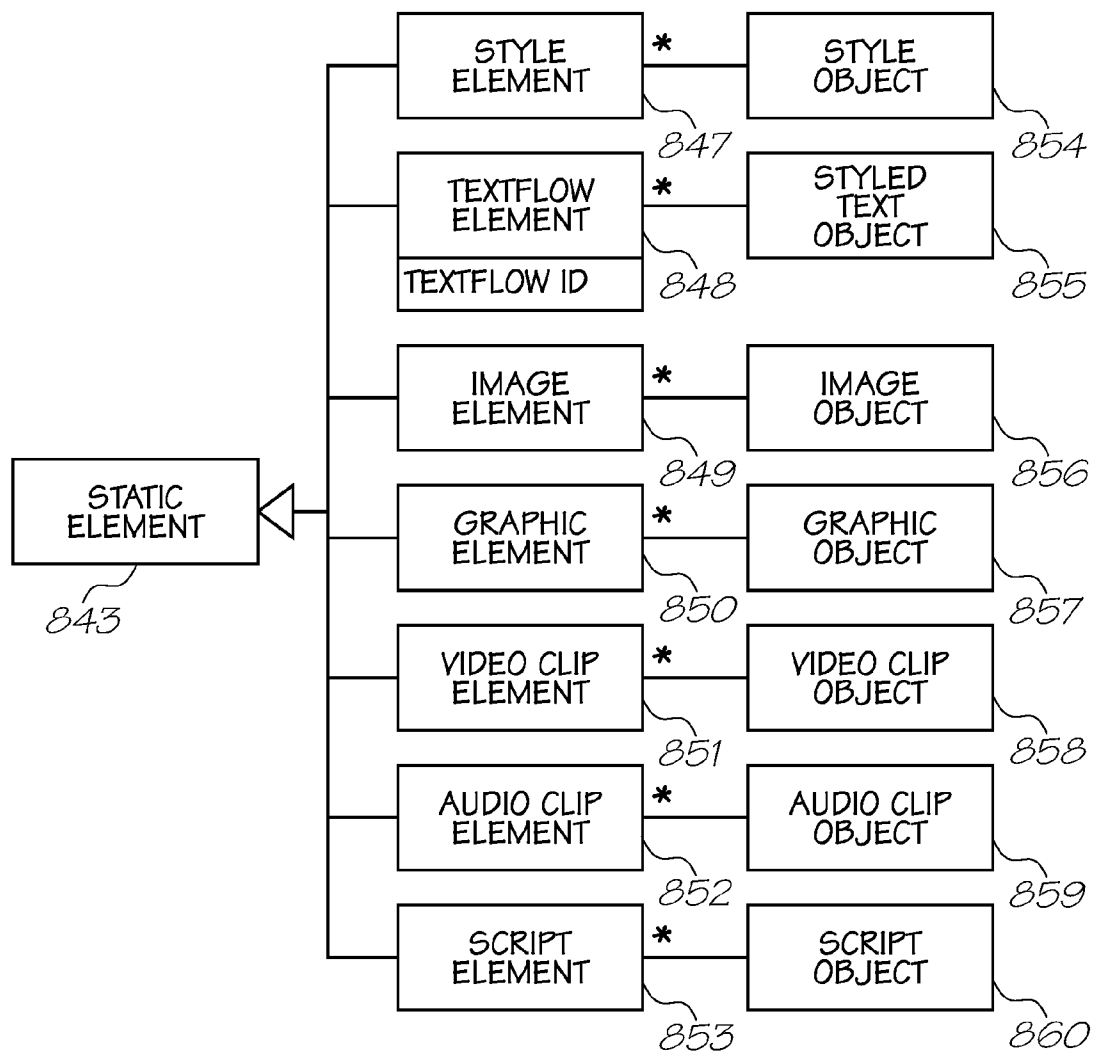 STYLE
ELEMENT
*
STYLE
OBJECT
847
854
TEXTFLOW
ELEMENT
*
STYLED
TEXT
OBJECT
848
855
TEXTFLOW ID
IMAGE
ELEMENT
*
IMAGE
OBJECT
849
856
STATIC
ELEMENT
843
GRAPHIC
ELEMENT
*
GRAPHIC
OBJECT
850
857
VIDEO CLIP
ELEMENT
*
VIDEO CLIP
OBJECT
851
858
AUDIO CLIP
ELEMENT
*
AUDIO CLIP
OBJECT
852
859
SCRIPT
ELEMENT
*
SCRIPT
OBJECT
853
860